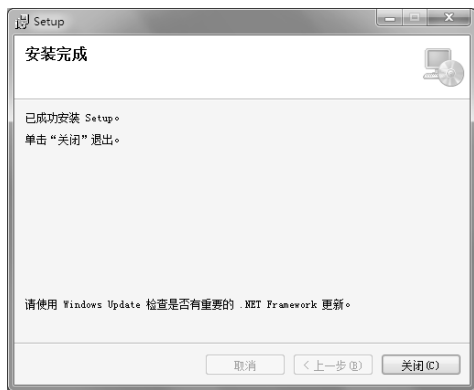 Setup
安装完成
已成功安装 Setup。
单击“关闭”退出。
请使用 Windows Update 检查是否有重要的 .NET Framework 更新。
取消
<上一步(B)
关闭(C)